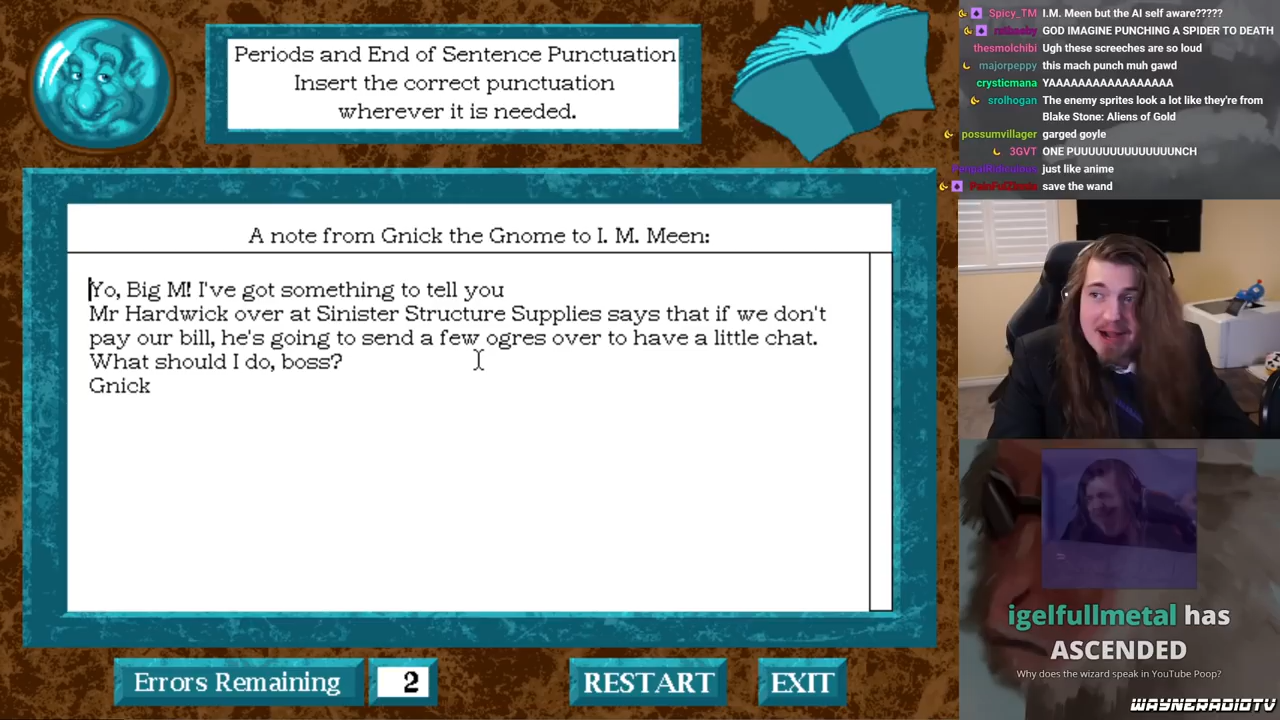 Periods and End of Sentence Punctuation
Insert the correct punctuation
wherever it is needed.
A note from Gnick the Gnome to I. M. Meen:
Yo, Big M! I've got something to tell you
Mr Hardwick over at Sinister Structure Supplies says that if we don't
pay our bill, he's going to send a few ogres over to have a little chat.
What should I do, boss?
Gnick
Errors Remaining
2
RESTART
EXIT
Spicy_TM I.M. Meen but the AI self aware?????
GOD IMAGINE PUNCHING A SPIDER TO DEATH
thesmolchibi Ugh these screeches are so loud
majorpeppy this mach punch muh gawd
crysticmana YAAAAAAAAAAAAAAAA
srolhogan The enemy sprites look a lot like they're from
Blake Stone: Aliens of Gold
possumvillager garged goyle
3GVT ONE PUUUUUUUUUUUUUNCH
just like anime
save the wand
igelfullmetal has
ASCENDED
Why does the wizard speak in YouTube Poop?
WAYNERADIOTV